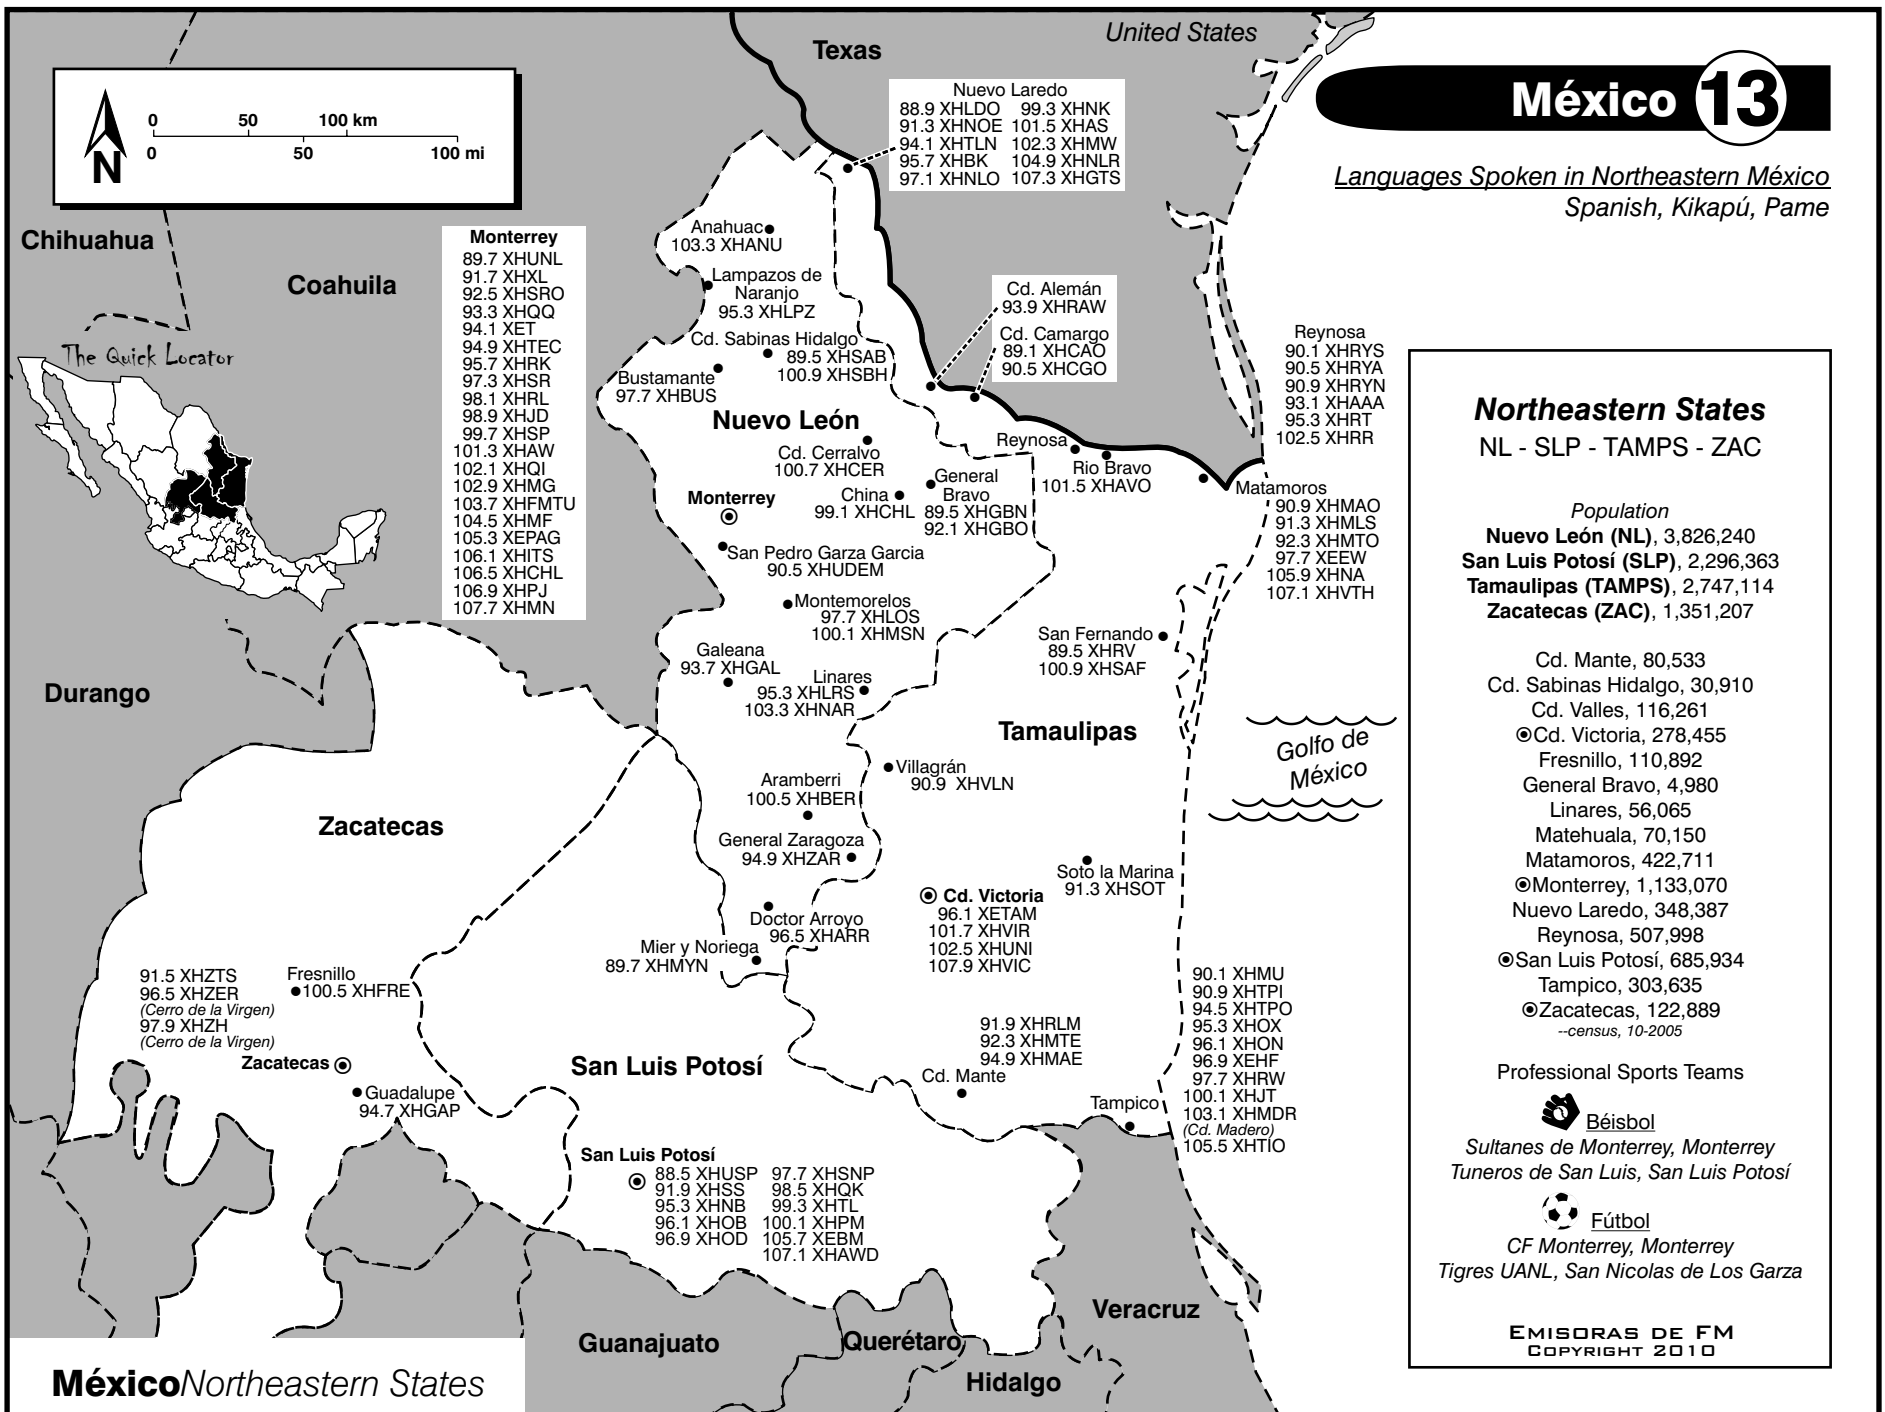 United States
Texas
México 13
Languages Spoken in Northeastern México
Spanish, Kikapú, Pame
0 50 100 km
0 50 100 mi
N
Chihuahua
Coahuila
The Quick Locator
Durango
Monterrey
89.7 XHUNL
91.7 XHXL
92.5 XHSRO
93.3 XHQQ
94.1 XET
94.9 XHTEC
95.7 XHRK
97.3 XHSR
98.1 XHRL
98.9 XHJD
99.7 XHSP
101.3 XHAW
102.1 XHQI
102.9 XHMG
103.7 XHFMTU
104.5 XHMF
105.3 XEPAG
106.1 XHITS
106.5 XHCHL
106.9 XHPJ
107.7 XHMN
Nuevo Laredo
88.9 XHLDO 99.3 XHNK
91.3 XHNOE 101.5 XHAS
94.1 XHTLN 102.3 XHMW
95.7 XHBK 104.9 XHNLR
97.1 XHNLO 107.3 XHGTS
Anahuac
103.3 XHANU
Lampazos de
Naranjo
95.3 XHLPZ
Cd. Sabinas Hidalgo
89.5 XHSAB
100.9 XHSBH
Bustamante
97.7 XHBUS
Nuevo León
Cd. Cerralvo
100.7 XHCER
China
99.1 XHCHL
General
Bravo
89.5 XHGBN
92.1 XHGBO
Monterrey
San Pedro Garza Garcia
90.5 XHUDEM
Montemorelos
97.7 XHLOS
100.1 XHMSN
Galeana
93.7 XHGAL
Linares
95.3 XHLRS
103.3 XHNAR
Aramberri
100.5 XHBER
General Zaragoza
94.9 XHZAR
Doctor Arroyo
96.5 XHARR
Mier y Noriega
89.7 XHMYN
Cd. Alemán
93.9 XHRAW
Cd. Camargo
89.1 XHCAO
90.5 XHCGO
Reynosa
Rio Bravo
101.5 XHAVO
Reynosa
90.1 XHRYS
90.5 XHRYA
90.9 XHRYN
93.1 XHAAA
95.3 XHRT
102.5 XHRR
Matamoros
90.9 XHMAO
91.3 XHMLS
92.3 XHMTO
97.7 XEEW
105.9 XHNA
107.1 XHVTH
San Fernando
89.5 XHRV
100.9 XHSAF
Tamaulipas
Golfo de
México
Villagrán
90.9 XHVLN
Soto la Marina
91.3 XHSOT
Cd. Victoria
96.1 XETAM
101.7 XHVIR
102.5 XHUNI
107.9 XHVIC
91.9 XHRLM
92.3 XHMTE
94.9 XHMAE
Cd. Mante
Tampico
90.1 XHMU
90.9 XHTPI
94.5 XHTPO
95.3 XHOX
96.1 XHON
96.9 XEHF
97.7 XHRW
100.1 XHJT
103.1 XHMDR
(Cd. Madero)
105.5 XHTIO
Zacatecas
91.5 XHZTS
96.5 XHZER
(Cerro de la Virgen)
97.9 XHZH
(Cerro de la Virgen)
Fresnillo
100.5 XHFRE
Zacatecas
Guadalupe
94.7 XHGAP
San Luis Potosí
San Luis Potosí
88.5 XHUSP 97.7 XHSNP
91.9 XHSS 98.5 XHQK
95.3 XHNB 99.3 XHTL
96.1 XHOB 100.1 XHPM
96.9 XHOD 105.7 XEBM
107.1 XHAWD
Guanajuato
Querétaro
Hidalgo
Veracruz
MéxicoNortheastern States
Northeastern States
NL - SLP - TAMPS - ZAC
Population
Nuevo León (NL), 3,826,240
San Luis Potosí (SLP), 2,296,363
Tamaulipas (TAMPS), 2,747,114
Zacatecas (ZAC), 1,351,207
Cd. Mante, 80,533
Cd. Sabinas Hidalgo, 30,910
Cd. Valles, 116,261
Cd. Victoria, 278,455
Fresnillo, 110,892
General Bravo, 4,980
Linares, 56,065
Matehuala, 70,150
Matamoros, 422,711
Monterrey, 1,133,070
Nuevo Laredo, 348,387
Reynosa, 507,998
San Luis Potosí, 685,934
Tampico, 303,635
Zacatecas, 122,889
--census, 10-2005
Professional Sports Teams
Béisbol
Sultanes de Monterrey, Monterrey
Tuneros de San Luis, San Luis Potosí
Fútbol
CF Monterrey, Monterrey
Tigres UANL, San Nicolas de Los Garza
EMISORAS DE FM
COPYRIGHT 2010